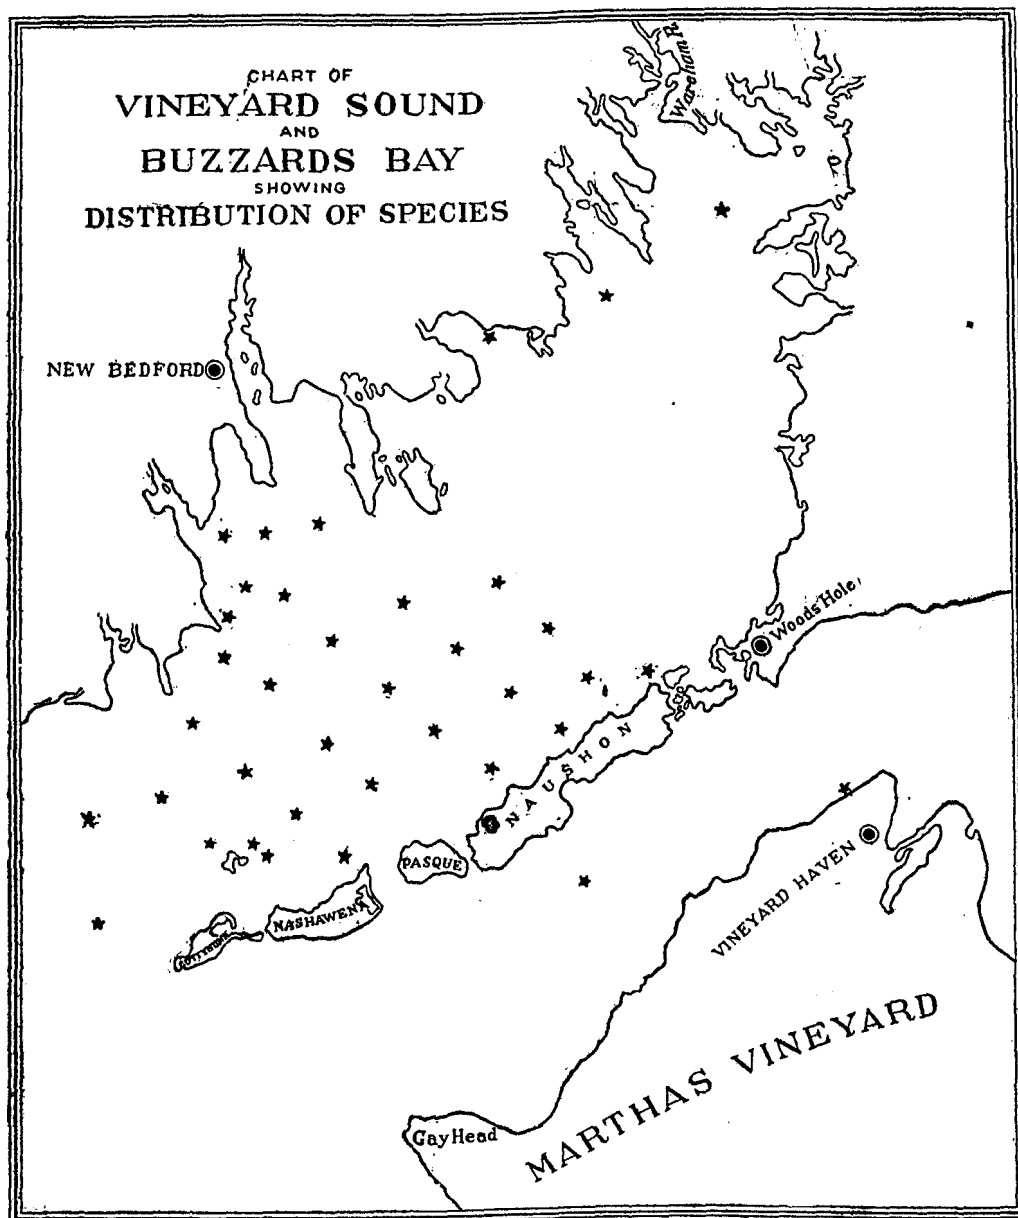 CHART OF
VINEYARD SOUND
AND
BUZZARDS BAY
SHOWING
DISTRIBUTION OF SPECIES
Wareham R.
NEW BEDFORD
Woods Hole
NAUSHON
PASQUE
NASHAWENA
VINEYARD HAVEN
MARTHAS VINEYARD
Gay Head